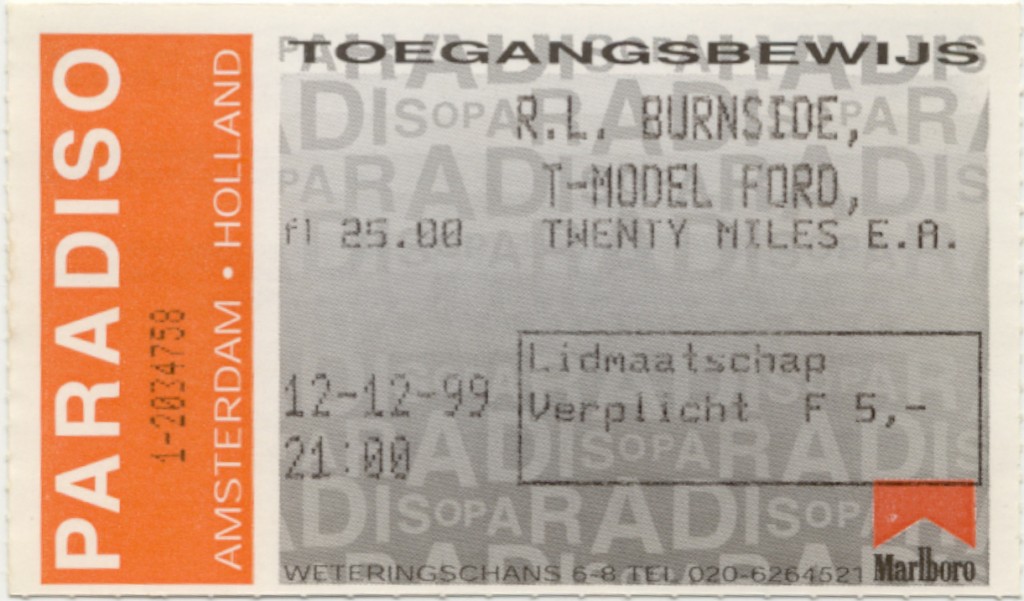 PARADISO
AMSTERDAM • HOLLAND
1-2034758
TOEGANGSBEWIJS
R.L. BURNSIDE,
T-MODEL FORD,
fl 25.00 TWENTY MILES E.A.
Lidmaatschap
12-12-99 Verplicht F 5,-
21:00
WETERINGSCHANS 6-8 TEL 020-6264521
Marlboro